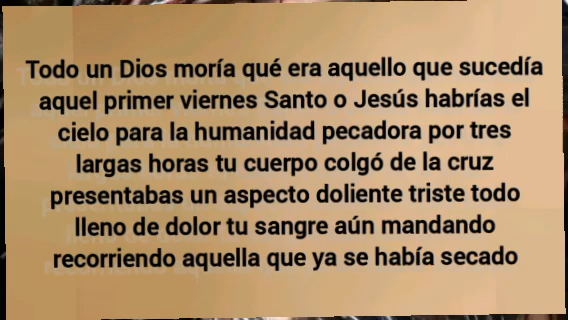 Todo un Dios moría qué era aquello que sucedía
aquel primer viernes Santo o Jesús habrías el
cielo para la humanidad pecadora por tres
largas horas tu cuerpo colgó de la cruz
presentabas un aspecto doliente triste todo
lleno de dolor tu sangre aún mandando
recorriendo aquella que ya se había secado